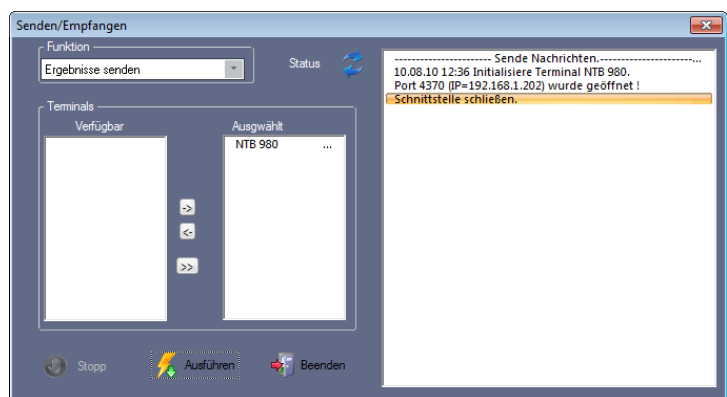 Senden/Empfangen
Funktion
Ergebnisse senden
Status
Terminals
Verfügbar
Ausgwählt
NTB 980 ...
->
<-
>>
Stopp
Ausführen
Beenden
----------------------- Sende Nachrichten.-----------------------...
10.08.10 12:36 Initialisiere Terminal NTB 980.
Port 4370 (IP=192.168.1.202) wurde geöffnet !
Schnittstelle schließen.